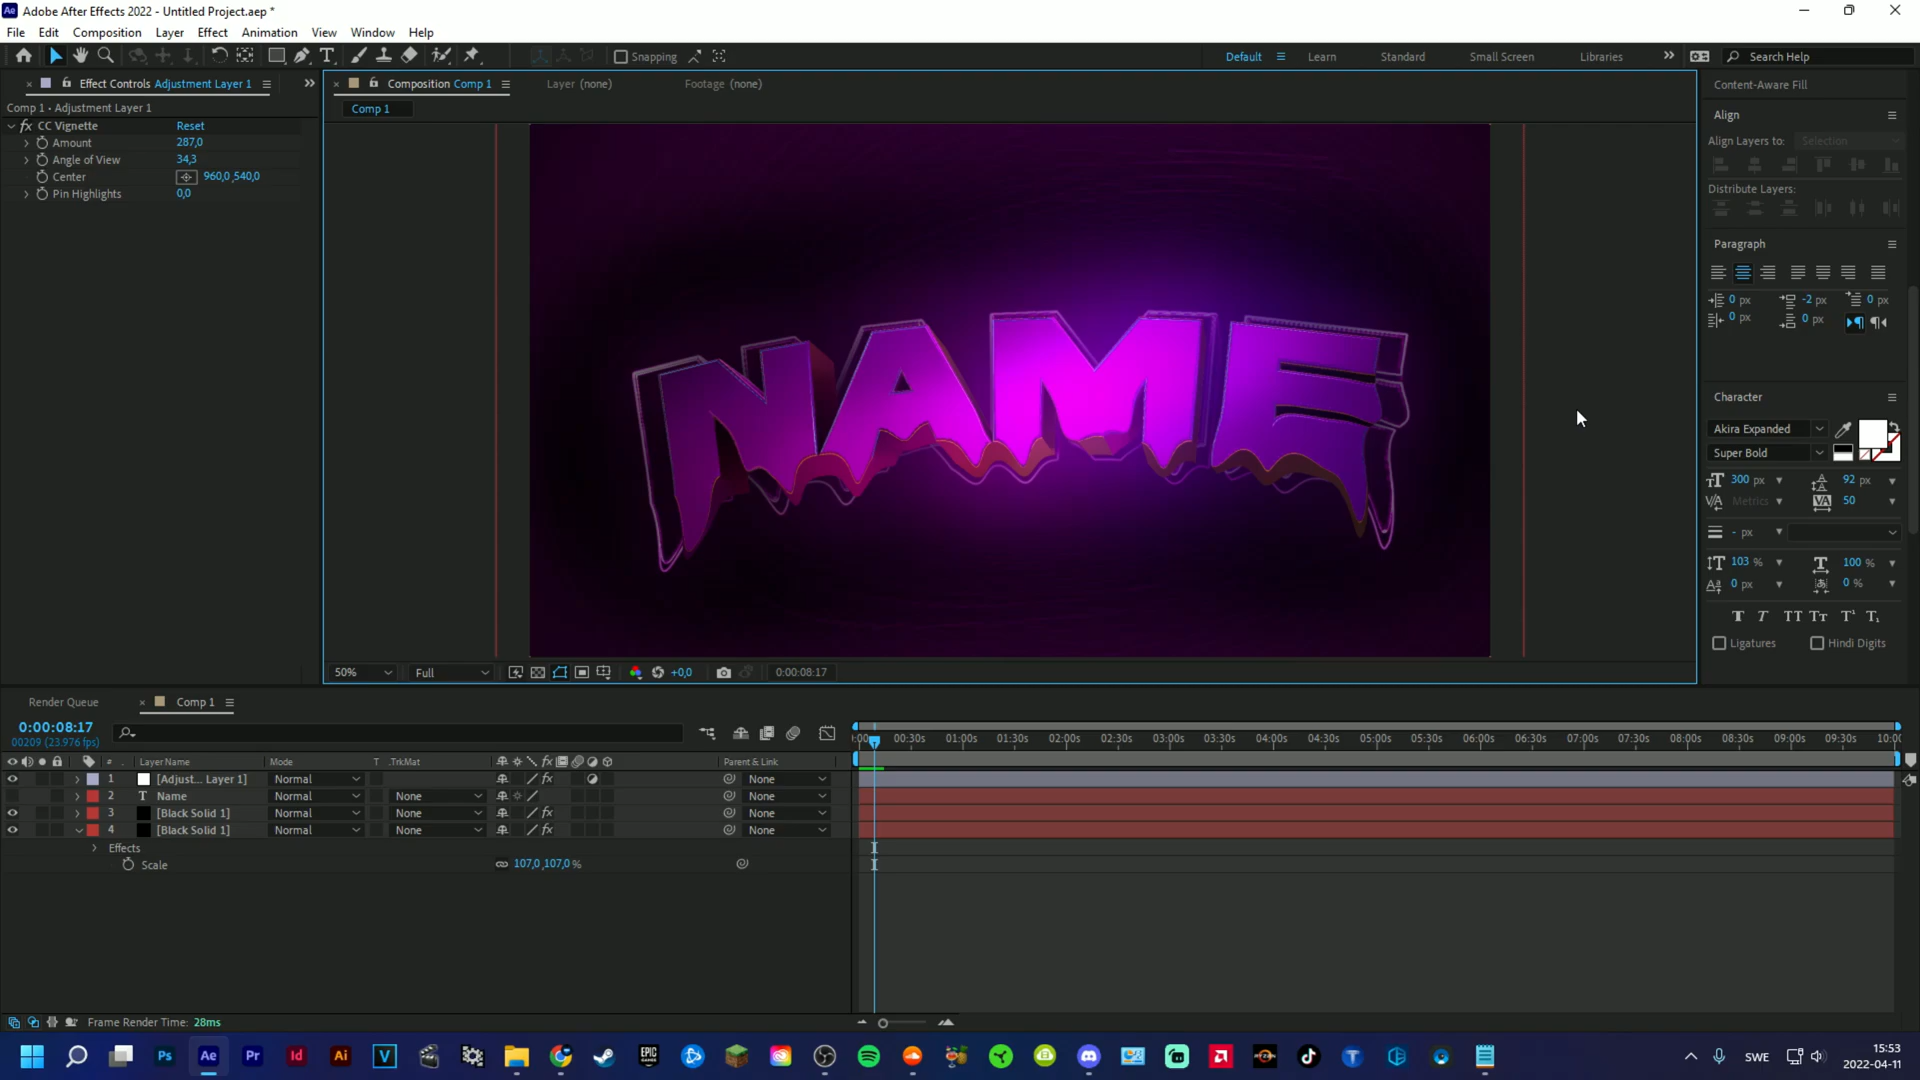 Adobe After Effects 2022 - Untitled Project.aep *
File Edit Composition Layer Effect Animation View Window Help
Snapping
Default Learn Standard Small Screen Libraries Search Help
Effect Controls Adjustment Layer 1
Comp 1 • Adjustment Layer 1
fx CC Vignette Reset
Amount 287,0
Angle of View 34,3
Center 960,0 ,540,0
Pin Highlights 0,0
Composition Comp 1
Layer (none)
Footage (none)
Comp 1
NAME
50% Full +0,0 0:00:08:17
Content-Aware Fill
Align
Align Layers to: Selection
Distribute Layers:
Paragraph
0 px -2 px 0 px
0 px 0 px
Character
Akira Expanded
Super Bold
300 px 92 px
Metrics 50
- px
103 % 100 %
0 px 0 %
Ligatures Hindi Digits
Render Queue Comp 1
0:00:08:17
00209 (23.976 fps)
:00 00:30s 01:00s 01:30s 02:00s 02:30s 03:00s 03:30s 04:00s 04:30s 05:00s 05:30s 06:00s 06:30s 07:00s 07:30s 08:00s 08:30s 09:00s 09:30s 10:00
# Layer Name Mode T .TrkMat Parent & Link
1 [Adjust... Layer 1] Normal None
2 T Name Normal None None
3 [Black Solid 1] Normal None None
4 [Black Solid 1] Normal None None
Effects
Scale 107,0 ,107,0 %
Frame Render Time: 28ms
Ps Ae Pr Id Ai V EPIC GAMES RYZEN T
SWE 15:53
2022-04-11